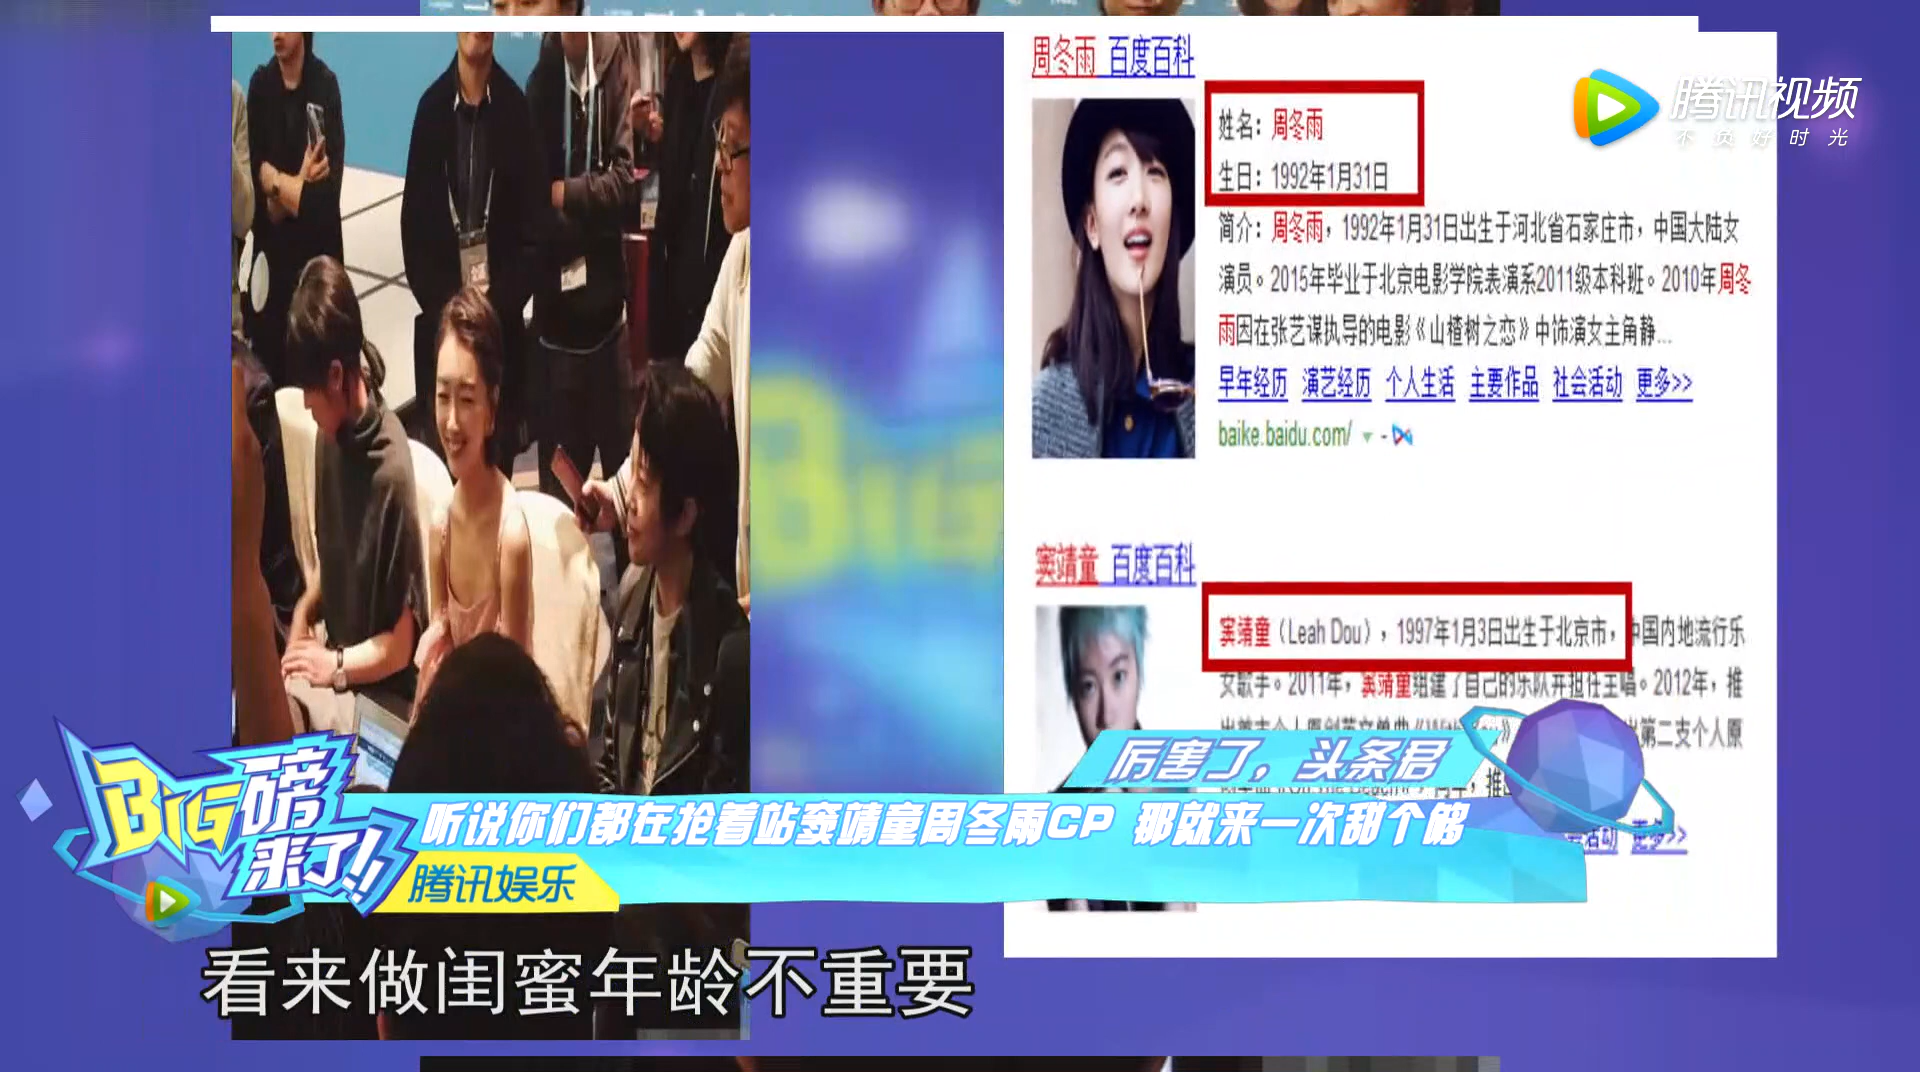 周冬雨_百度百科
姓名：周冬雨
生日：1992年1月31日
简介：周冬雨，1992年1月31日出生于河北省石家庄市，中国大陆女
演员。2015年毕业于北京电影学院表演系2011级本科班。2010年周冬
雨因在张艺谋执导的电影《山楂树之恋》中饰演女主角静...
早年经历 演艺经历 个人生活 主要作品 社会活动 更多>>
baike.baidu.com/
腾讯视频
不负好时光
BIG
窦靖童_百度百科
窦靖童（Leah Dou），1997年1月3日出生于北京市，中国内地流行乐
女歌手。2011年，窦靖童组建了自己的乐队并担任主唱。2012年，推
出第二支个人原
厉害了，头条君
活动 更多>>
BIG磅来了!!
听说你们都在抢着站窦靖童周冬雨CP 那就来一次甜个够
腾讯娱乐
看来做闺蜜年龄不重要